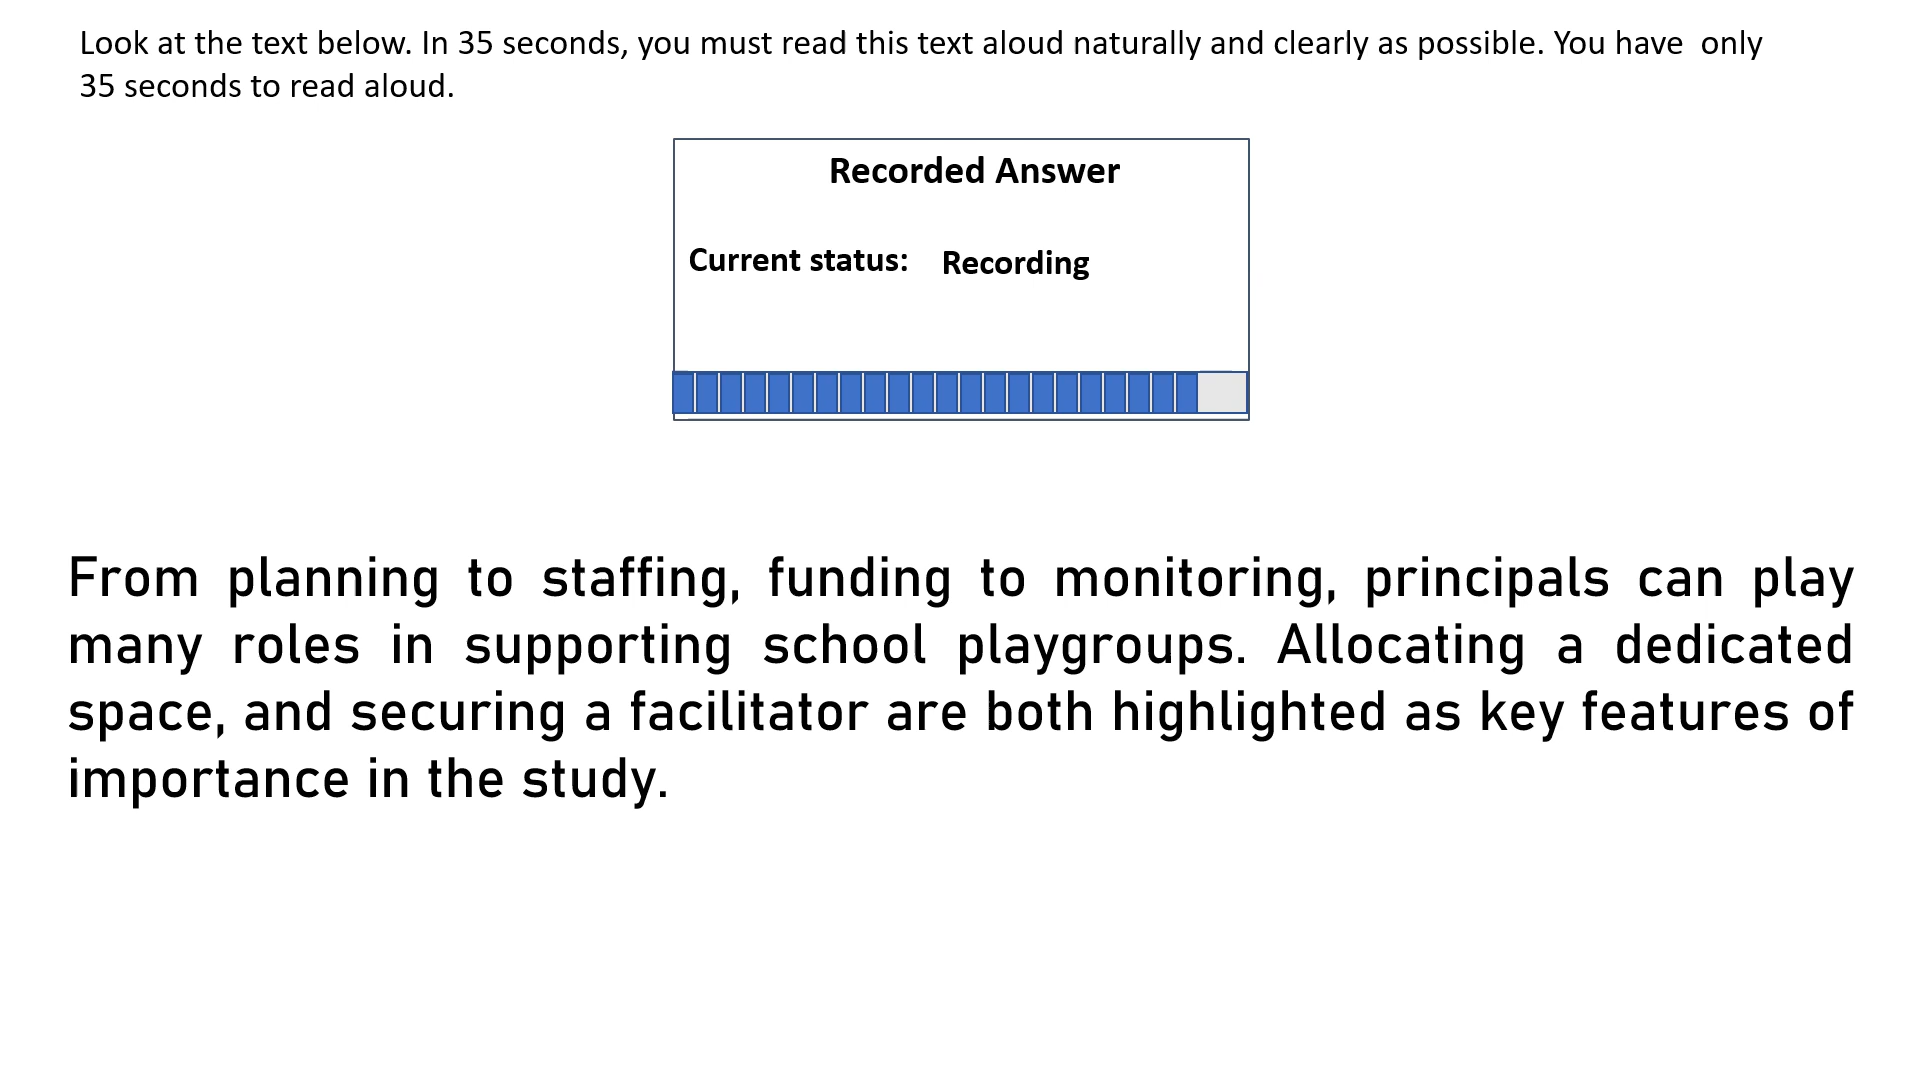 Look at the text below. In 35 seconds, you must read this text aloud naturally and clearly as possible. You have  only
35 seconds to read aloud.
Recorded Answer
Current status: Recording
From planning to staffing, funding to monitoring, principals can play
many roles in supporting school playgroups. Allocating a dedicated
space, and securing a facilitator are both highlighted as key features of
importance in the study.